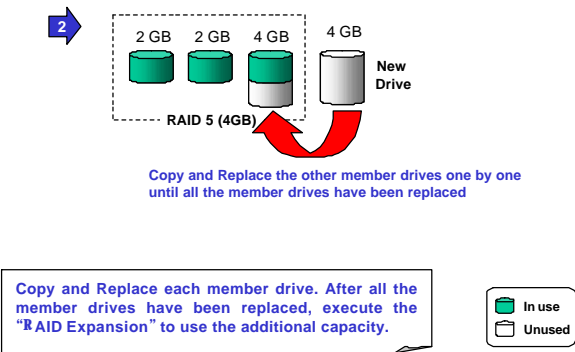 2
2 GB 2 GB 4 GB 4 GB
New
Drive
RAID 5 (4GB)
Copy and Replace the other member drives one by one
until all the member drives have been replaced
Copy and Replace each member drive. After all the
member drives have been replaced, execute the
“RAID Expansion” to use the additional capacity.
In use
Unused